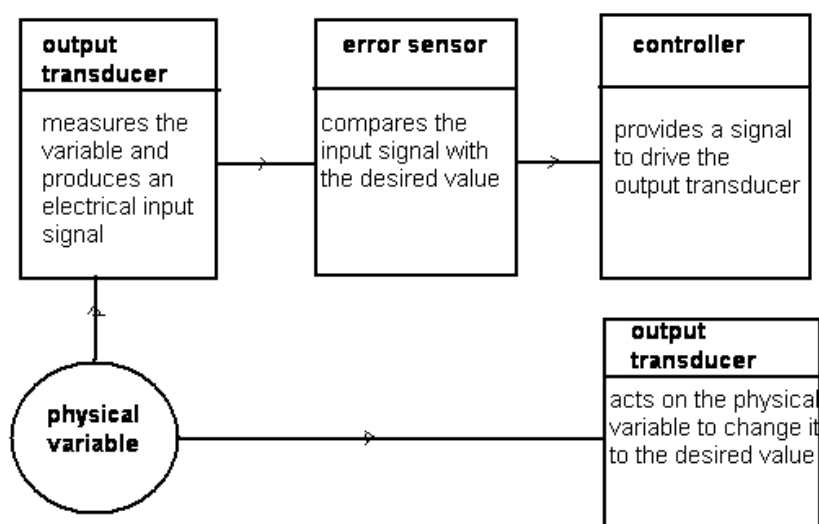 output
transducer
measures the
variable and
produces an
electrical input
signal
error sensor
compares the
input signal with
the desired value
controller
provides a signal
to drive the
output transducer
physical
variable
output
transducer
acts on the physical
variable to change it
to the desired value